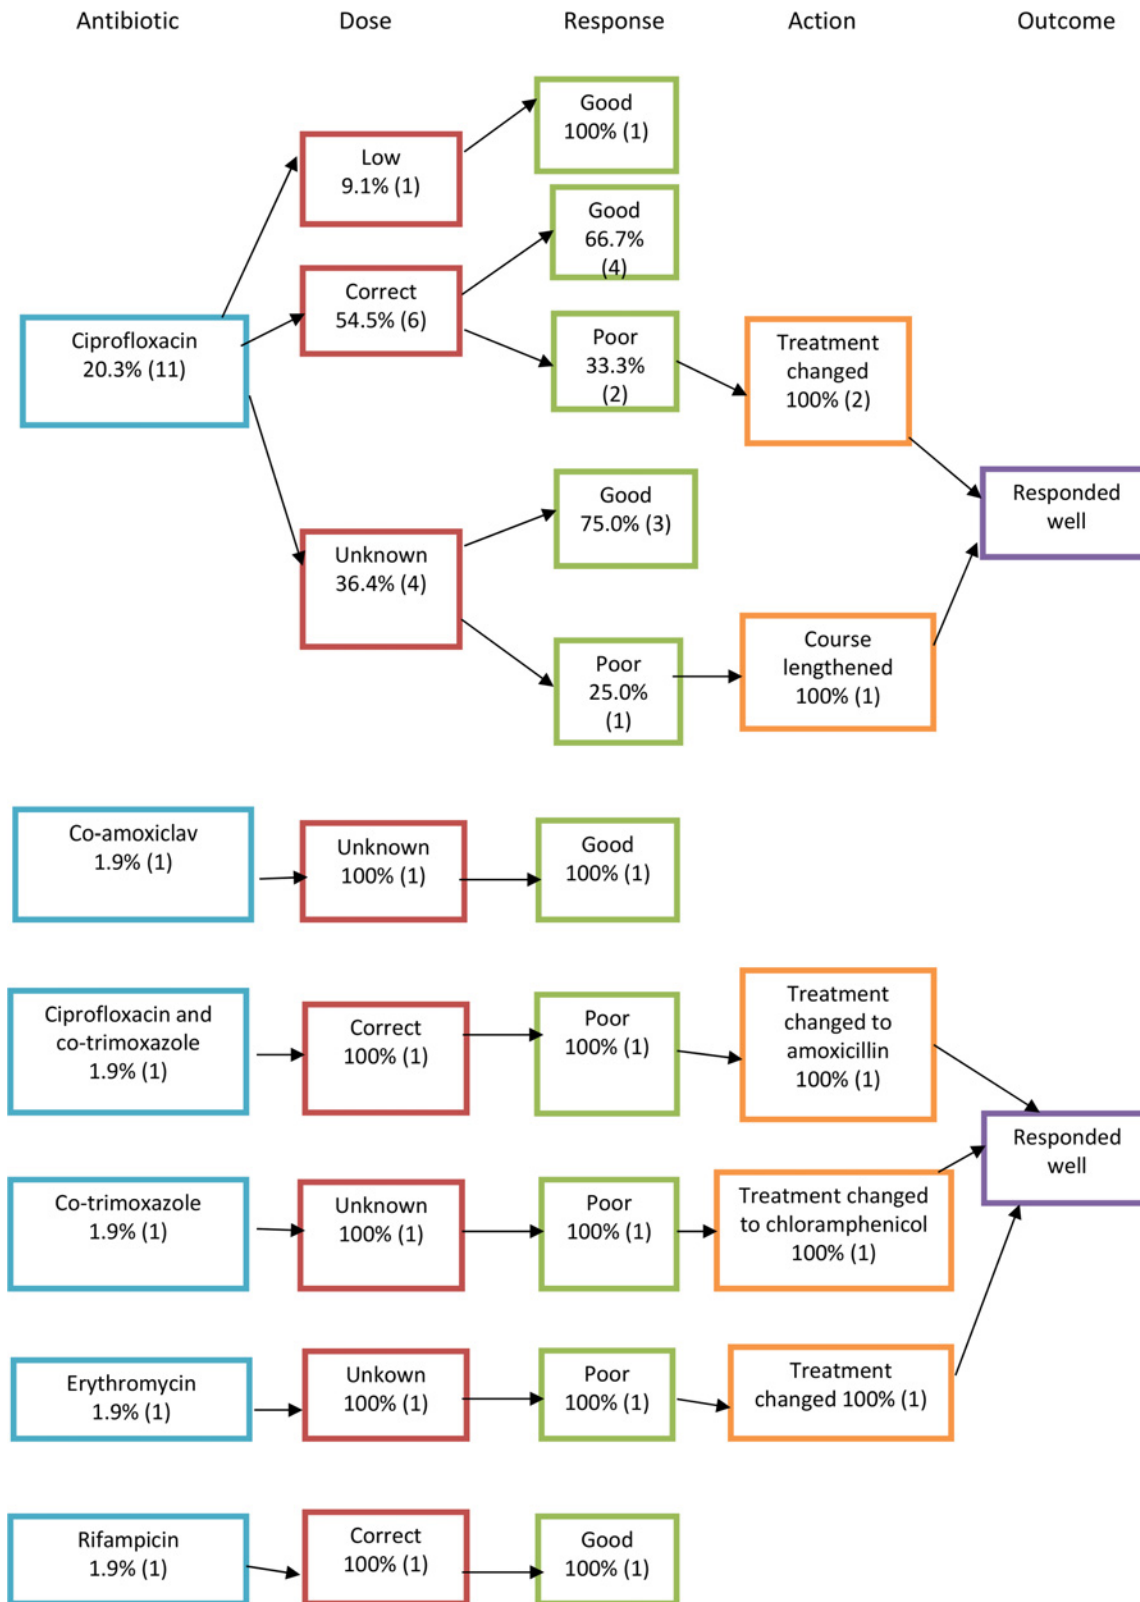 Antibiotic Dose Response Action Outcome
Good
100% (1)
Low
9.1% (1)
Good
66.7%
(4)
Correct
54.5% (6)
Ciprofloxacin
20.3% (11)
Poor
33.3%
(2)
Treatment
changed
100% (2)
Good
75.0% (3)
Responded
well
Unknown
36.4% (4)
Poor
25.0%
(1)
Course
lengthened
100% (1)
Co-amoxiclav
1.9% (1)
Unknown
100% (1)
Good
100% (1)
Ciprofloxacin and
co-trimoxazole
1.9% (1)
Correct
100% (1)
Poor
100% (1)
Treatment
changed to
amoxicillin
100% (1)
Responded
well
Co-trimoxazole
1.9% (1)
Unknown
100% (1)
Poor
100% (1)
Treatment changed
to chloramphenicol
100% (1)
Erythromycin
1.9% (1)
Unkown
100% (1)
Poor
100% (1)
Treatment
changed 100% (1)
Rifampicin
1.9% (1)
Correct
100% (1)
Good
100% (1)